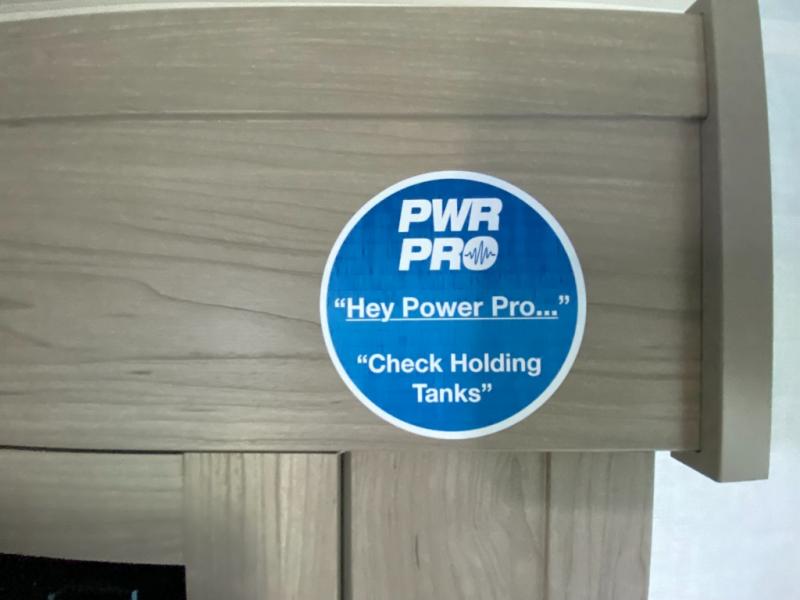 PWR
PRO
“Hey Power Pro...”
“Check Holding
Tanks”